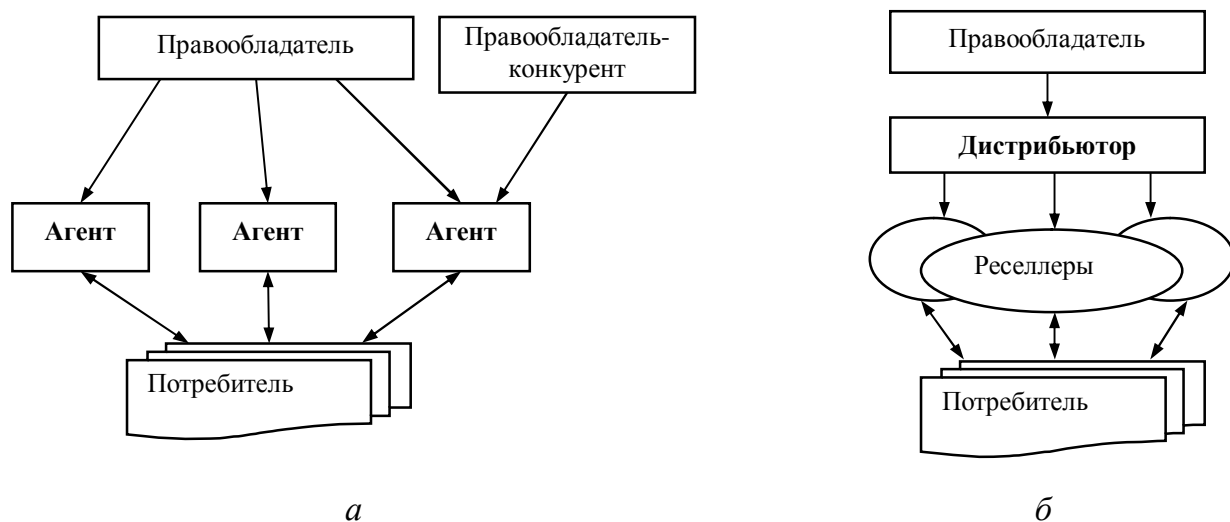 Правообладатель
Правообладатель-
конкурент
Агент
Агент
Агент
Потребитель
а
Правообладатель
Дистрибьютор
Реселлеры
Потребитель
б